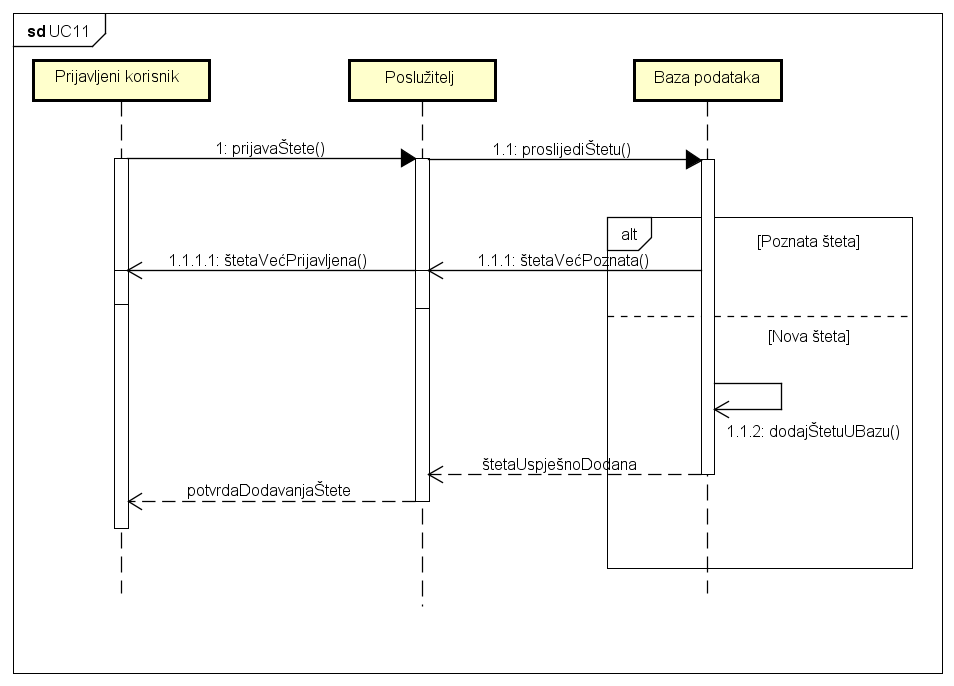 sd UC11
Prijavljeni korisnik
Poslužitelj
Baza podataka
1: prijavaŠtete()
1.1: proslijediŠtetu()
alt
[Poznata šteta]
1.1.1.1: štetaVećPrijavljena()
1.1.1: štetaVećPoznata()
[Nova šteta]
1.1.2: dodajŠtetuUBazu()
štetaUspješnoDodana
potvrdaDodavanjaŠtete